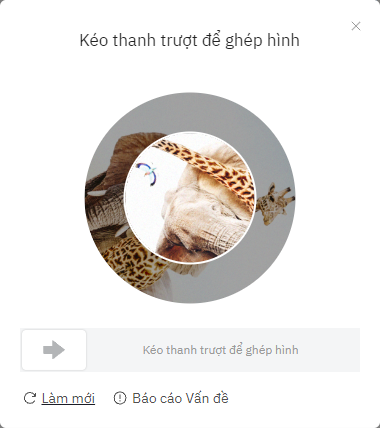 Kéo thanh trượt để ghép hình
Kéo thanh trượt để ghép hình
Làm mới
Báo cáo Vấn đề